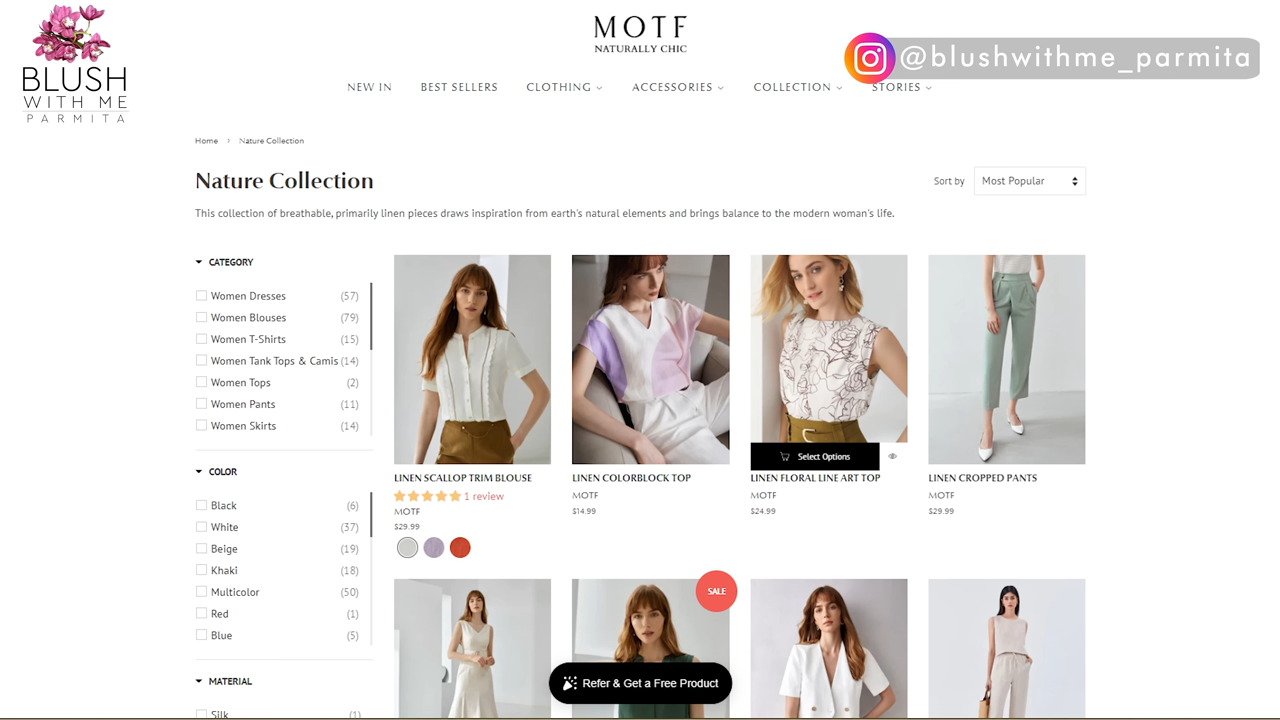 BLUSH
WITH ME
PARMITA
MOTF
NATURALLY CHIC
@blushwithme_parmita
NEW IN
BEST SELLERS
CLOTHING
ACCESSORIES
COLLECTION
STORIES
Home › Nature Collection
Nature Collection
Sort by
Most Popular
This collection of breathable, primarily linen pieces draws inspiration from earth's natural elements and brings balance to the modern woman's life.
CATEGORY
Women Dresses (57)
Women Blouses (79)
Women T-Shirts (15)
Women Tank Tops & Camis (14)
Women Tops (2)
Women Pants (11)
Women Skirts (14)
COLOR
Black (6)
White (37)
Beige (19)
Khaki (18)
Multicolor (50)
Red (1)
Blue (5)
MATERIAL
Silk (1)
LINEN SCALLOP TRIM BLOUSE
1 review
MOTF
$29.99
LINEN COLORBLOCK TOP
MOTF
$14.99
Select Options
LINEN FLORAL LINE ART TOP
MOTF
$24.99
LINEN CROPPED PANTS
MOTF
$29.99
SALE
Refer & Get a Free Product